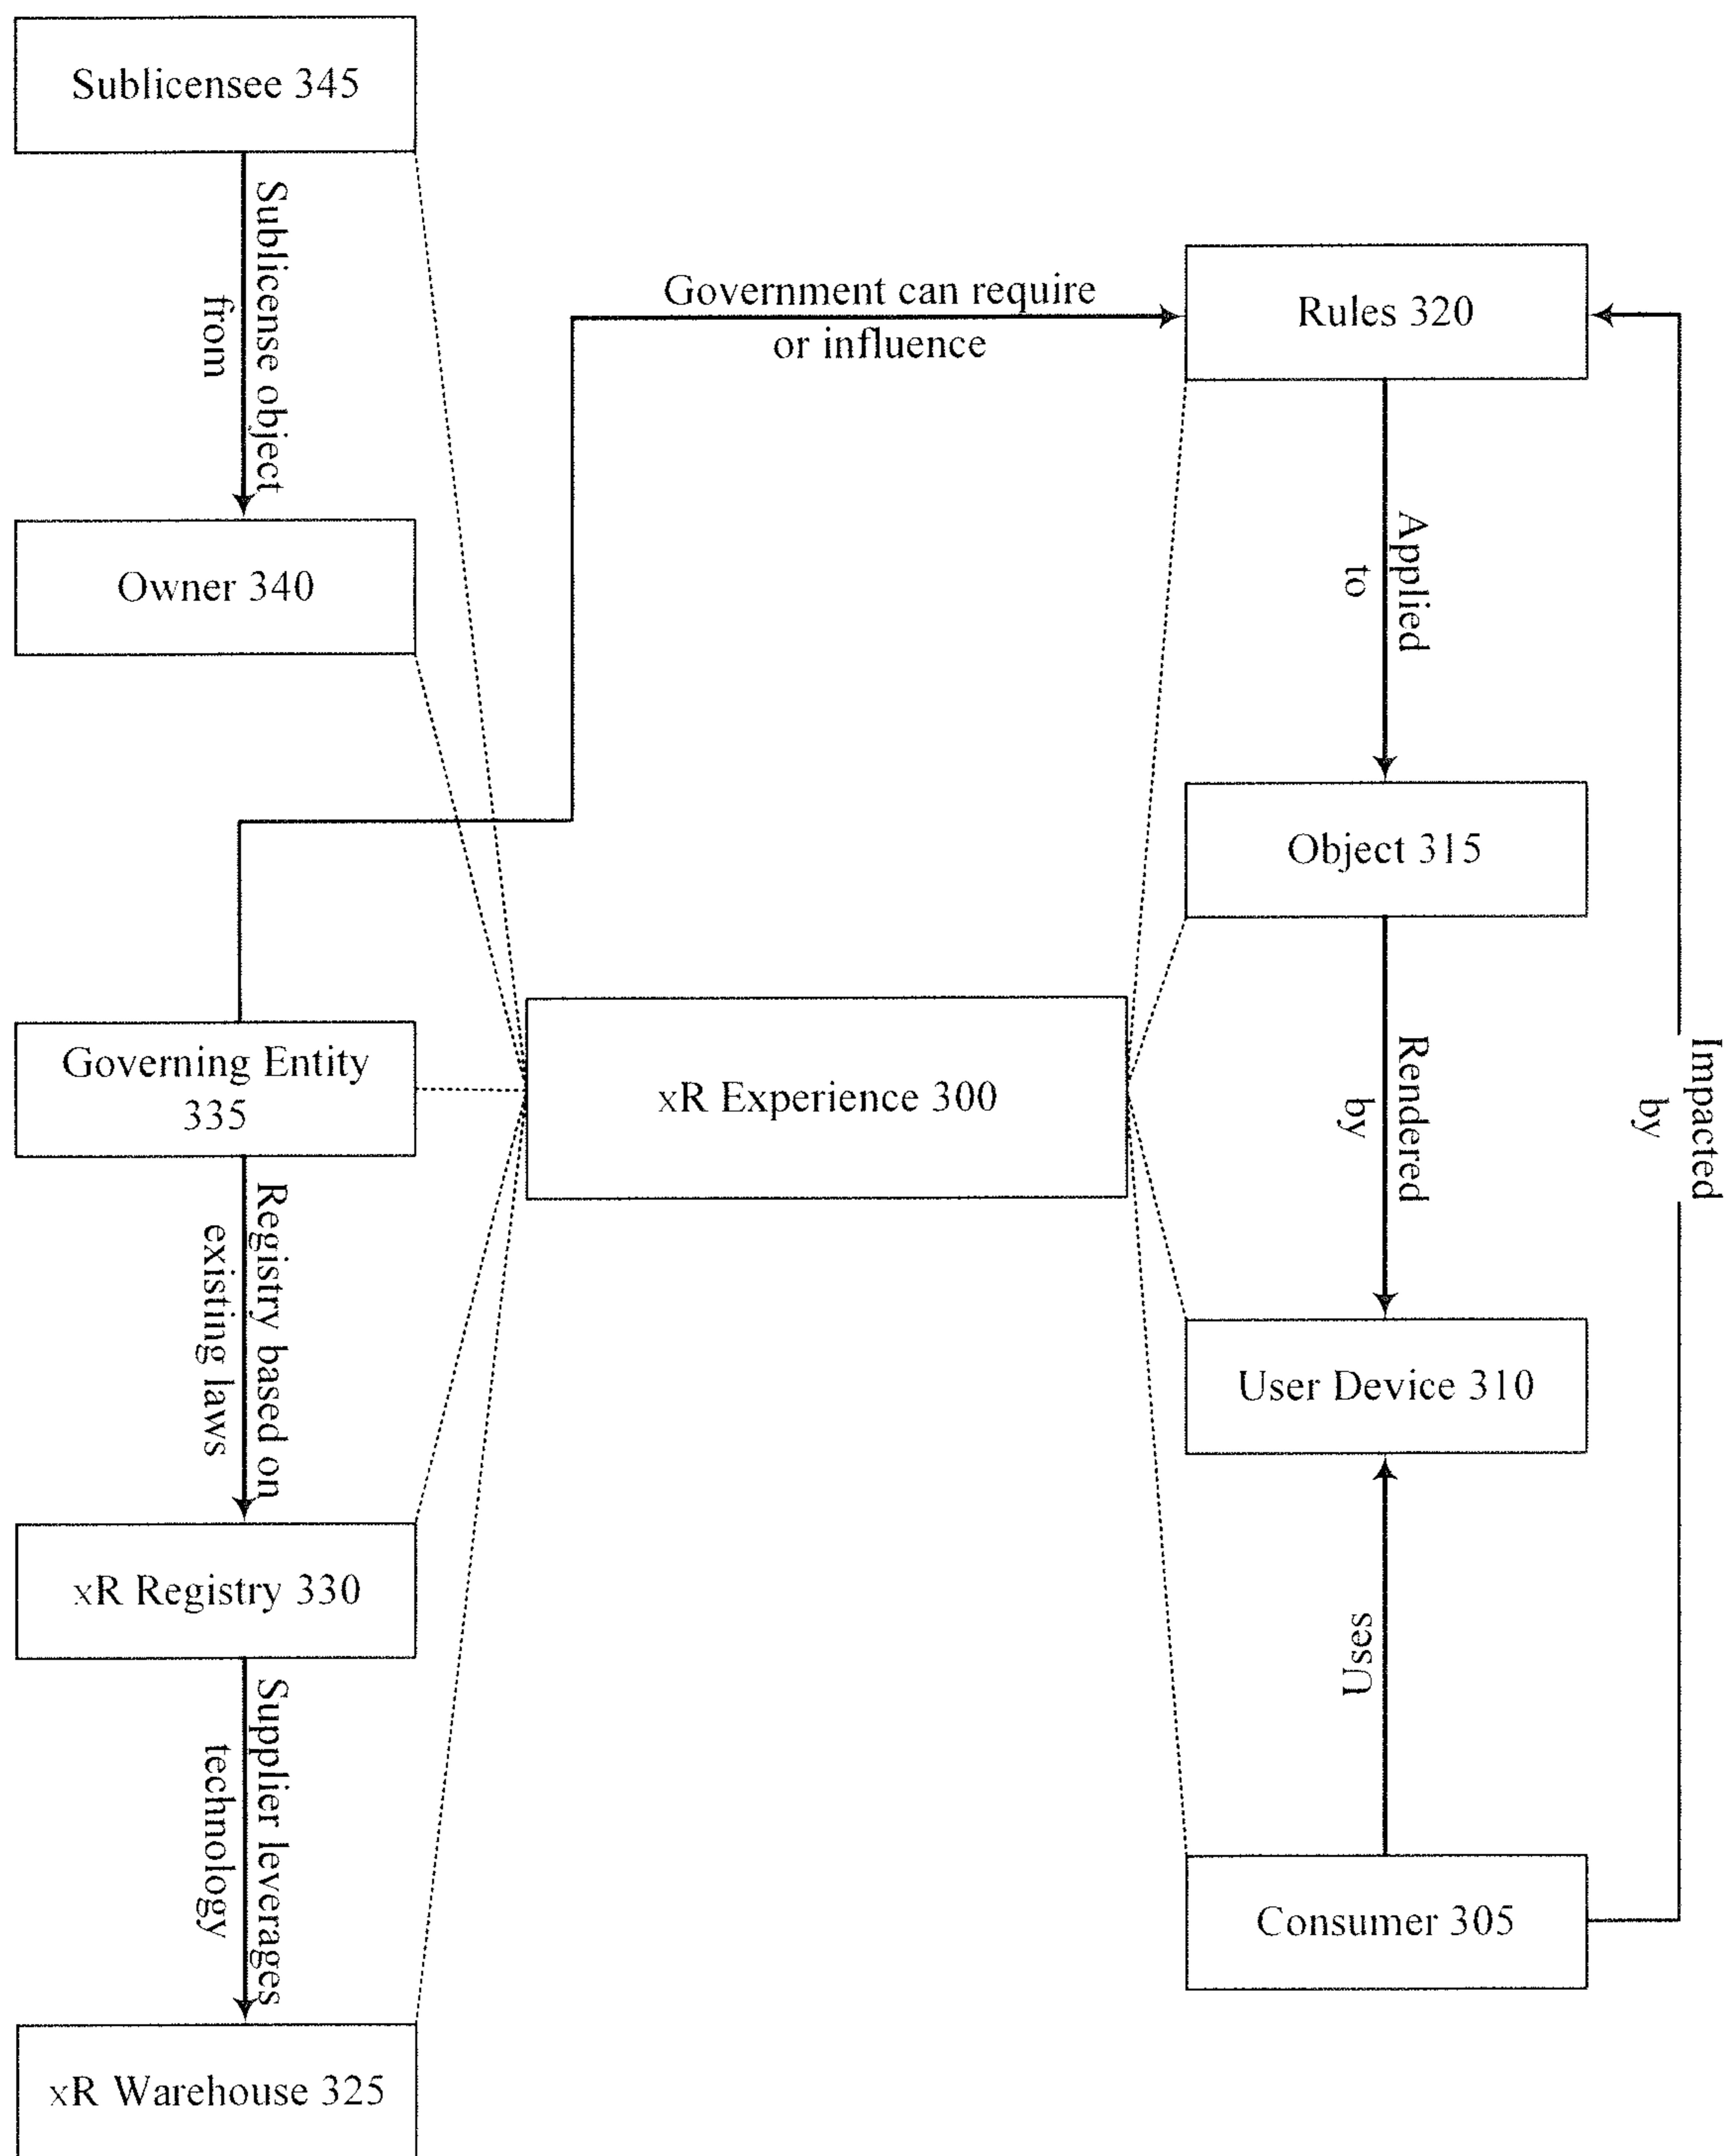 Sublicensee 345
Sublicense object
from
Owner 340
Government can require
or influence
Rules 320
Applied
to
Object 315
Governing Entity
335
xR Experience 300
Rendered
by
Impacted
by
Registry based on
existing laws
User Device 310
xR Registry 330
Uses
Supplier leverages
technology
Consumer 305
xR Warehouse 325